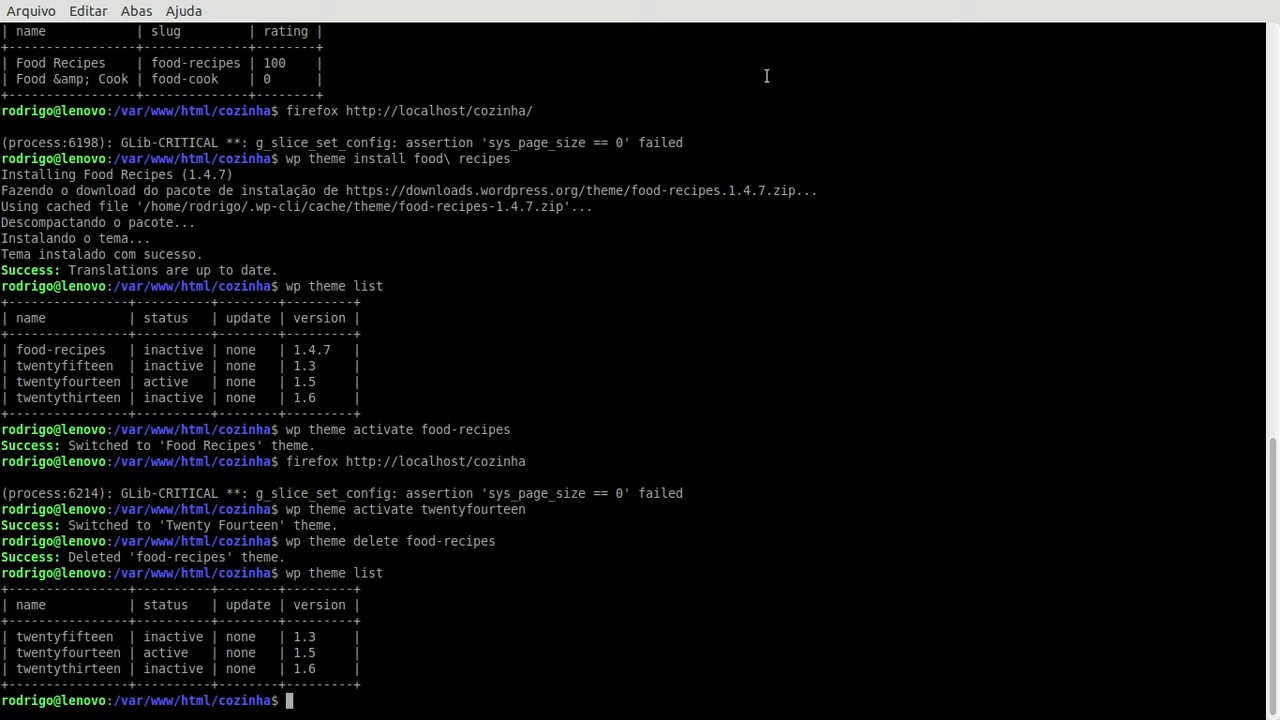 Arquivo Editar Abas Ajuda
| name | slug | rating |
+----------------+--------------+--------+
| Food Recipes | food-recipes | 100 |
| Food &amp; Cook | food-cook | 0 |
+----------------+--------------+--------+
rodrigo@lenovo:/var/www/html/cozinha$ firefox http://localhost/cozinha/
(process:6198): GLib-CRITICAL **: g_slice_set_config: assertion 'sys_page_size == 0' failed
rodrigo@lenovo:/var/www/html/cozinha$ wp theme install food\ recipes
Installing Food Recipes (1.4.7)
Fazendo o download do pacote de instalação de https://downloads.wordpress.org/theme/food-recipes.1.4.7.zip...
Using cached file '/home/rodrigo/.wp-cli/cache/theme/food-recipes-1.4.7.zip'...
Descompactando o pacote...
Instalando o tema...
Tema instalado com sucesso.
Success: Translations are up to date.
rodrigo@lenovo:/var/www/html/cozinha$ wp theme list
+----------------+----------+--------+---------+
| name | status | update | version |
+----------------+----------+--------+---------+
| food-recipes | inactive | none | 1.4.7 |
| twentyfifteen | inactive | none | 1.3 |
| twentyfourteen | active | none | 1.5 |
| twentythirteen | inactive | none | 1.6 |
+----------------+----------+--------+---------+
rodrigo@lenovo:/var/www/html/cozinha$ wp theme activate food-recipes
Success: Switched to 'Food Recipes' theme.
rodrigo@lenovo:/var/www/html/cozinha$ firefox http://localhost/cozinha
(process:6214): GLib-CRITICAL **: g_slice_set_config: assertion 'sys_page_size == 0' failed
rodrigo@lenovo:/var/www/html/cozinha$ wp theme activate twentyfourteen
Success: Switched to 'Twenty Fourteen' theme.
rodrigo@lenovo:/var/www/html/cozinha$ wp theme delete food-recipes
Success: Deleted 'food-recipes' theme.
rodrigo@lenovo:/var/www/html/cozinha$ wp theme list
+----------------+----------+--------+---------+
| name | status | update | version |
+----------------+----------+--------+---------+
| twentyfifteen | inactive | none | 1.3 |
| twentyfourteen | active | none | 1.5 |
| twentythirteen | inactive | none | 1.6 |
+----------------+----------+--------+---------+
rodrigo@lenovo:/var/www/html/cozinha$